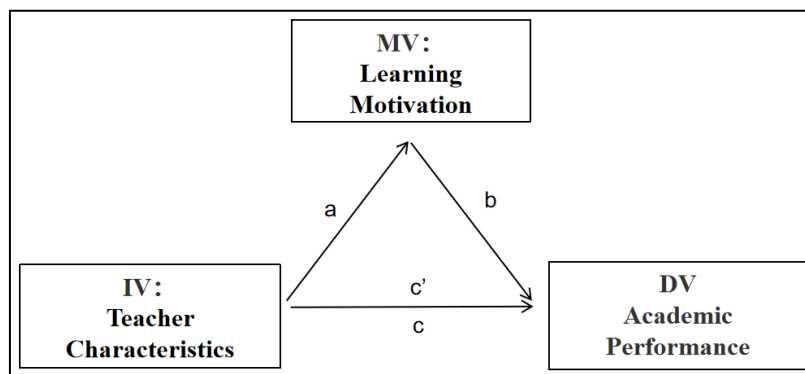 MV：
Learning
Motivation
a
b
IV：
Teacher
Characteristics
c’
c
DV
Academic
Performance